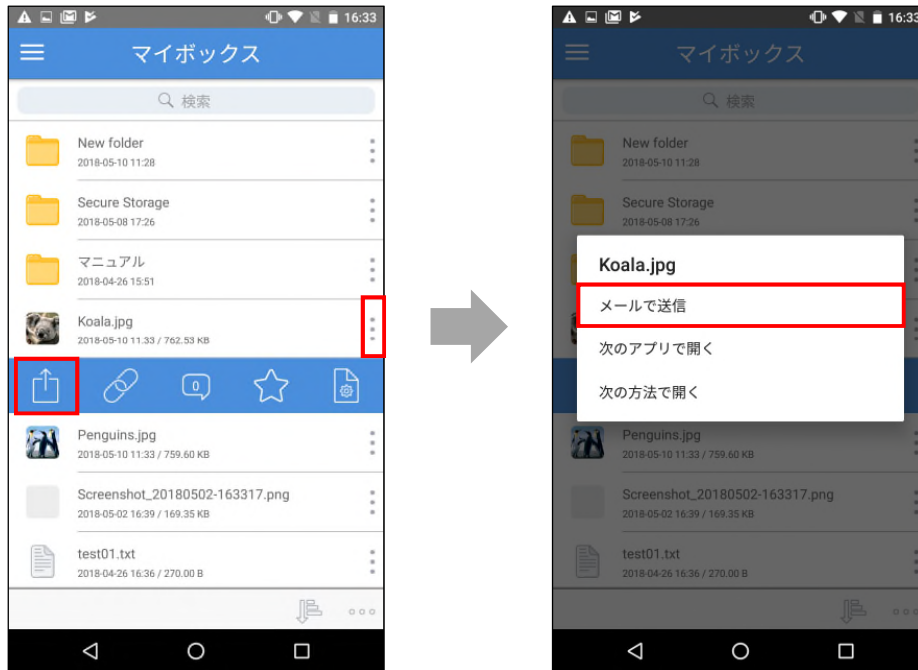 16:33
マイボックス
検索
New folder
2018-05-10 11:28
Secure Storage
2018-05-08 17:26
マニュアル
2018-04-26 15:51
Koala.jpg
2018-05-10 11.33 / 762.53 KB
0
Penguins.jpg
2018-05-10 11:33 / 759.60 KB
Screenshot_20180502-163317.png
2018-05-02 16:39 / 169.35 KB
test01.txt
2018-04-26 16:36 / 270.00 B
16:33
マイボックス
検索
New folder
2018-05-10 11:28
Secure Storage
2018-05-08 17:26
Koala.jpg
メールで送信
次のアプリで開く
次の方法で開く
Penguins.jpg
2018-05-10 11:33 / 759.60 KB
Screenshot_20180502-163317.png
2018-05-02 16:39 / 169.35 KB
test01.txt
2018-04-26 16:36 / 270.00 B